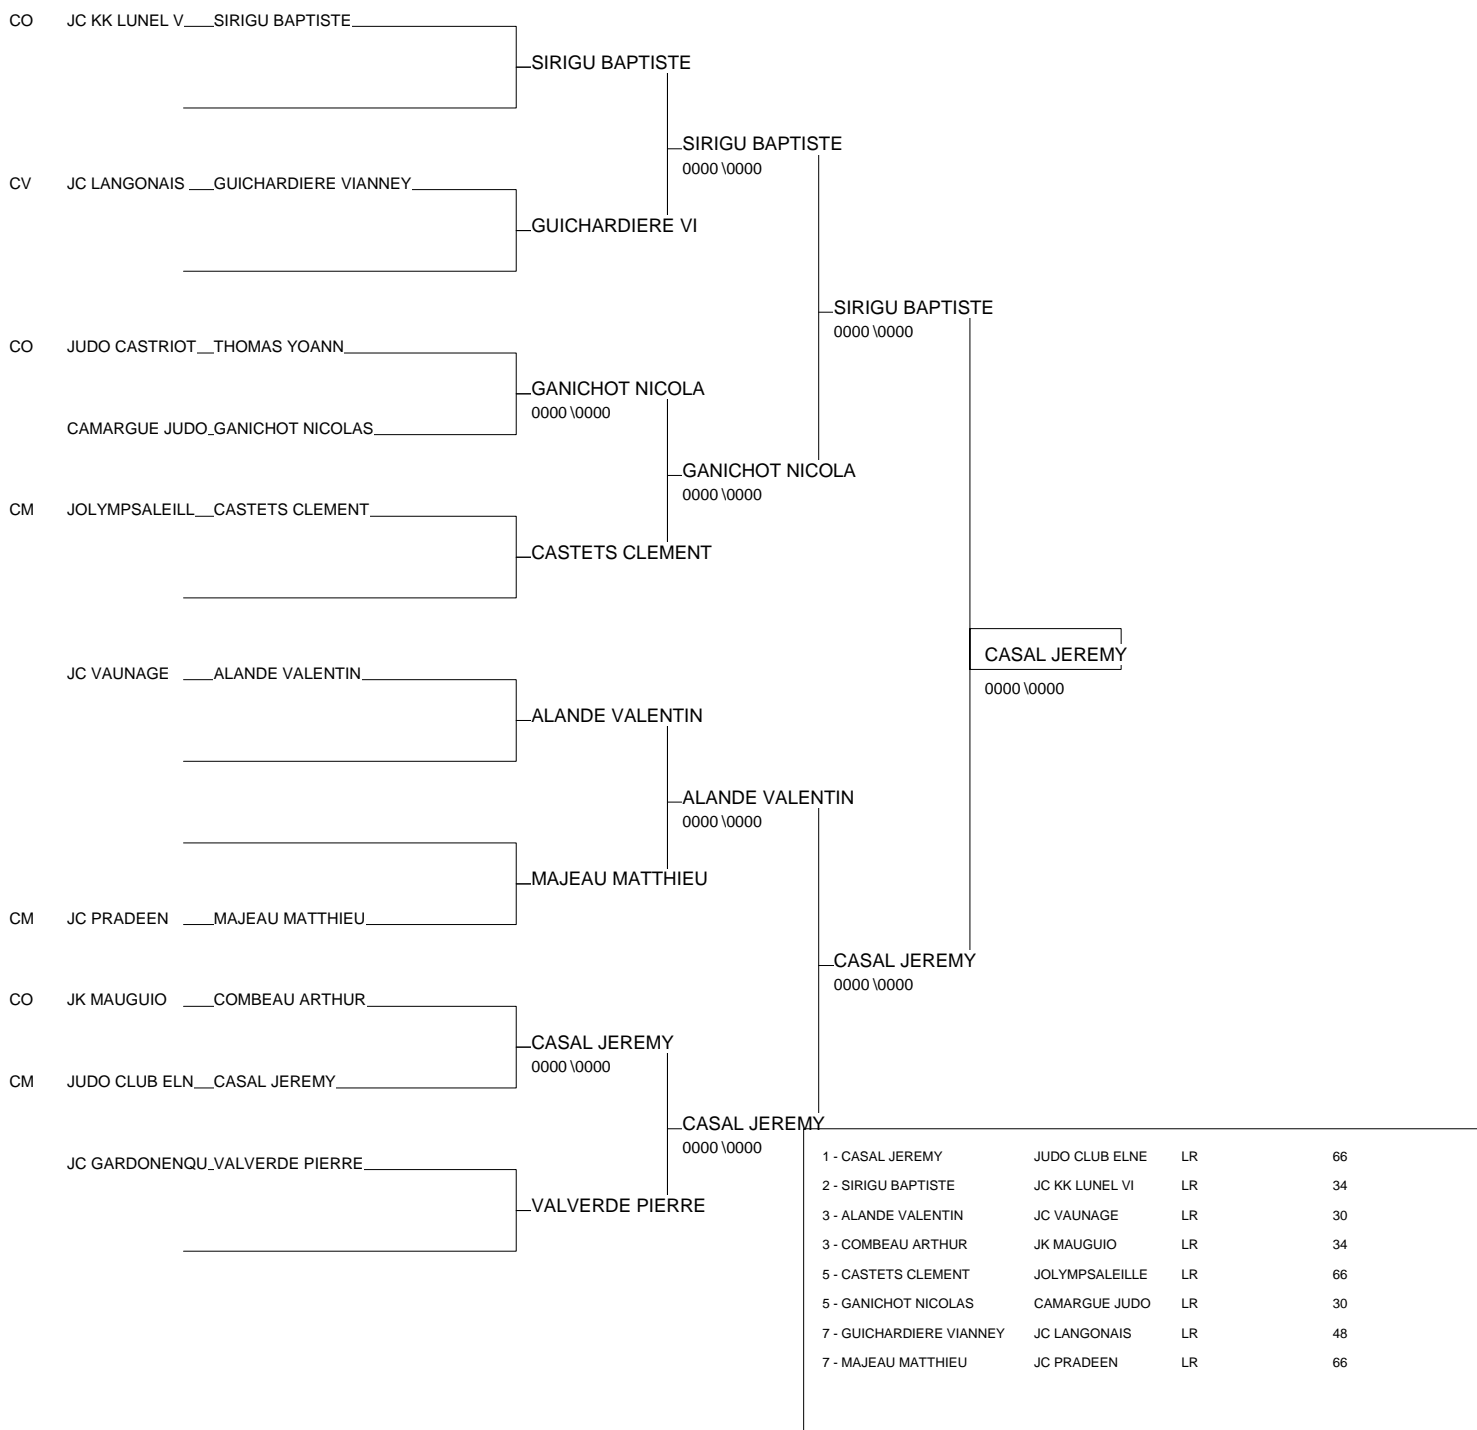 CO JC KK LUNEL V SIRIGU BAPTISTE
SIRIGU BAPTISTE
SIRIGU BAPTISTE
0000 \0000
CV JC LANGONAIS GUICHARDIERE VIANNEY
GUICHARDIERE VI
SIRIGU BAPTISTE
0000 \0000
CO JUDO CASTRIOT THOMAS YOANN
GANICHOT NICOLA
0000 \0000
CAMARGUE JUDO GANICHOT NICOLAS
GANICHOT NICOLA
0000 \0000
CM JOLYMPSALEILL CASTETS CLEMENT
CASTETS CLEMENT
CASAL JEREMY
0000 \0000
JC VAUNAGE ALANDE VALENTIN
ALANDE VALENTIN
ALANDE VALENTIN
0000 \0000
MAJEAU MATTHIEU
CM JC PRADEEN MAJEAU MATTHIEU
CASAL JEREMY
0000 \0000
CO JK MAUGUIO COMBEAU ARTHUR
CASAL JEREMY
0000 \0000
CM JUDO CLUB ELN CASAL JEREMY
CASAL JEREMY
0000 \0000
JC GARDONENQU VALVERDE PIERRE
VALVERDE PIERRE
1 - CASAL JEREMY JUDO CLUB ELNE LR 66
2 - SIRIGU BAPTISTE JC KK LUNEL VI LR 34
3 - ALANDE VALENTIN JC VAUNAGE LR 30
3 - COMBEAU ARTHUR JK MAUGUIO LR 34
5 - CASTETS CLEMENT JOLYMPSALEILLE LR 66
5 - GANICHOT NICOLAS CAMARGUE JUDO LR 30
7 - GUICHARDIERE VIANNEY JC LANGONAIS LR 48
7 - MAJEAU MATTHIEU JC PRADEEN LR 66